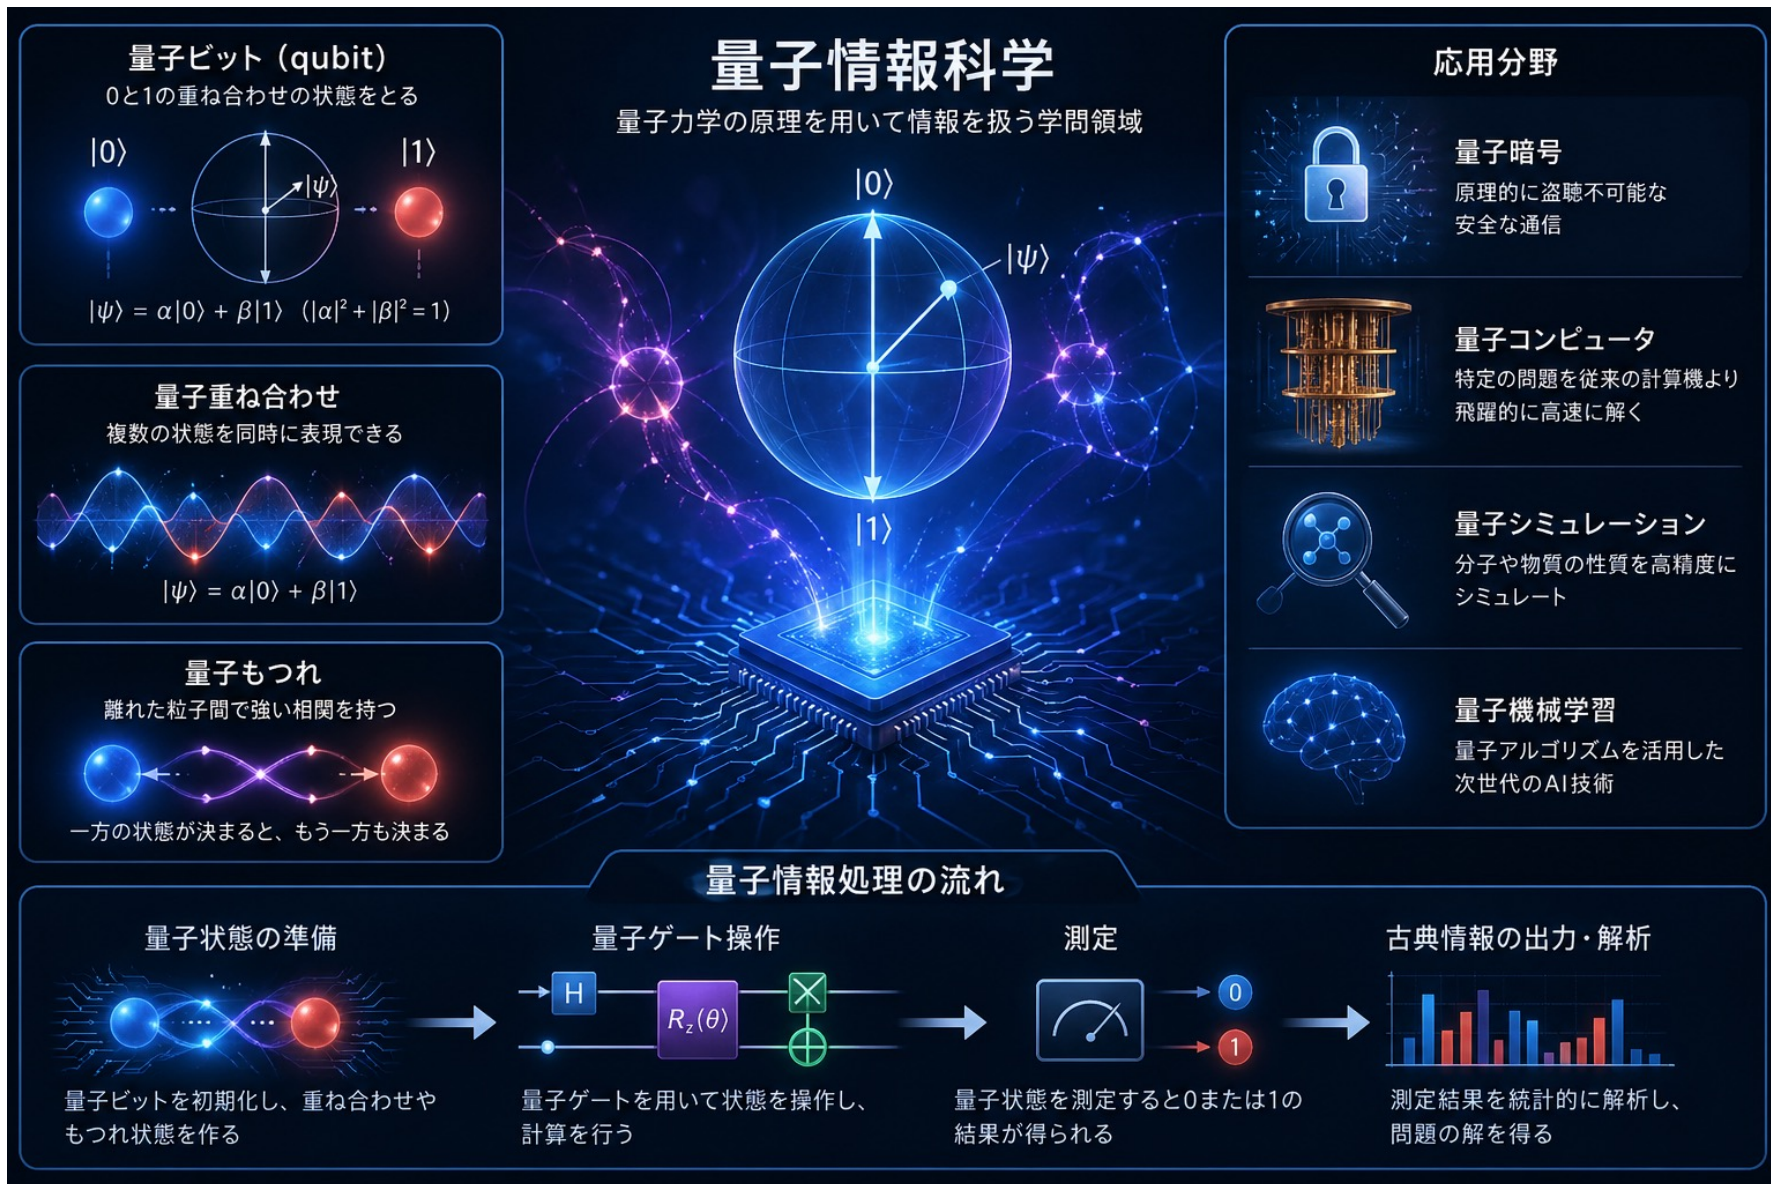 量子情報科学
量子力学の原理を用いて情報を扱う学問領域
|0⟩
|ψ⟩
|1⟩
量子ビット（qubit）
0と1の重ね合わせの状態をとる
|0⟩
|ψ⟩
|1⟩
|ψ⟩ = α|0⟩ + β|1⟩ (|α|² + |β|² = 1)
量子重ね合わせ
複数の状態を同時に表現できる
|ψ⟩ = α|0⟩ + β|1⟩
量子もつれ
離れた粒子間で強い相関を持つ
一方の状態が決まると、もう一方も決まる
応用分野
量子暗号
原理的に盗聴不可能な
安全な通信
量子コンピュータ
特定の問題を従来の計算機より
飛躍的に高速に解く
量子シミュレーション
分子や物質の性質を高精度に
シミュレート
量子機械学習
量子アルゴリズムを活用した
次世代のAI技術
量子情報処理の流れ
量子状態の準備
量子ビットを初期化し、重ね合わせや
もつれ状態を作る
量子ゲート操作
H
Rz(θ)
量子ゲートを用いて状態を操作し、
計算を行う
測定
0
1
量子状態を測定すると0または1の
結果が得られる
古典情報の出力・解析
測定結果を統計的に解析し、
問題の解を得る